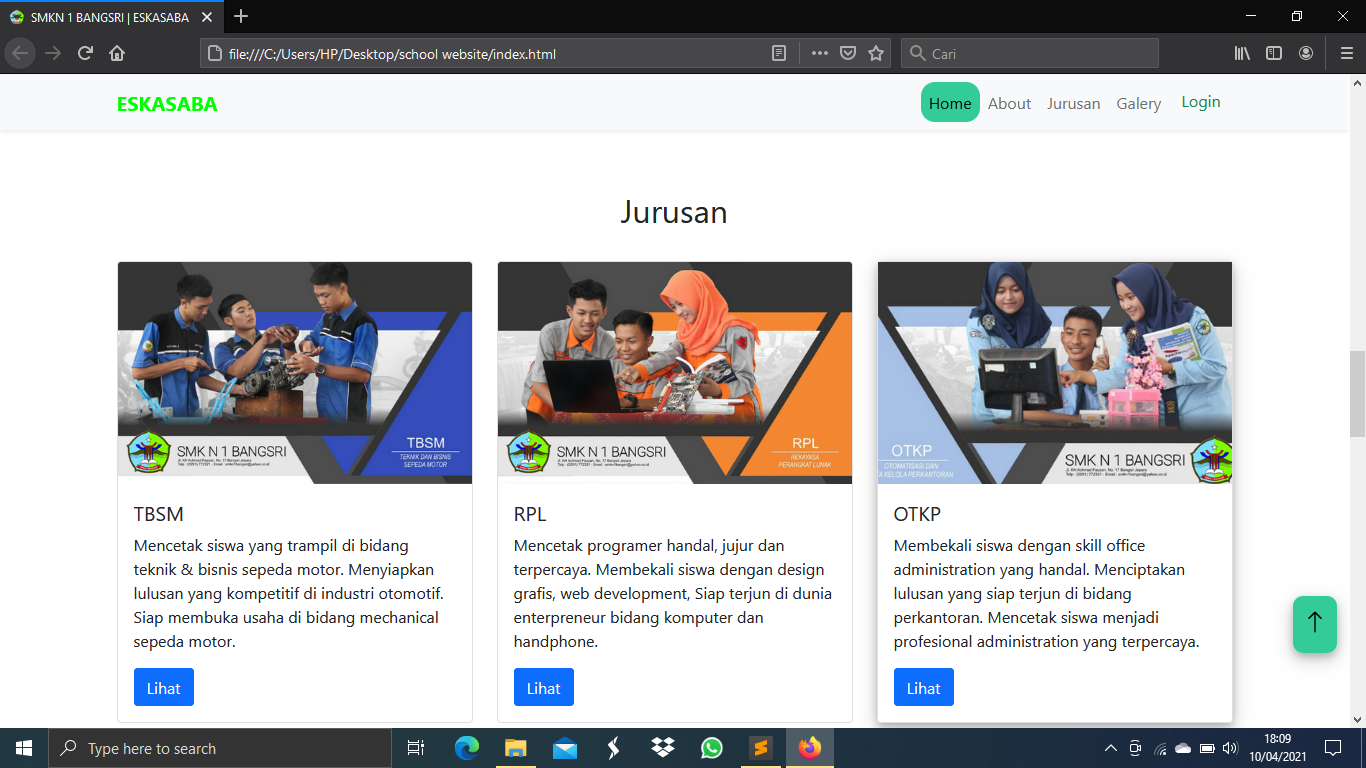 SMKN 1 BANGSRI | ESKASABA
file:///C:/Users/HP/Desktop/school website/index.html
Cari
ESKASABA
Home About Jurusan Galery Login
Jurusan
TBSM
TEKNIK DAN BISNIS
SEPEDA MOTOR
SMK N 1 BANGSRI
RPL
REKAYASA
PERANGKAT LUNAK
SMK N 1 BANGSRI
OTKP
OTOMATISASI DAN
KELOLA PERKANTORAN
SMK N 1 BANGSRI
TBSM
Mencetak siswa yang trampil di bidang
teknik & bisnis sepeda motor. Menyiapkan
lulusan yang kompetitif di industri otomotif.
Siap membuka usaha di bidang mechanical
sepeda motor.
Lihat
RPL
Mencetak programer handal, jujur dan
terpercaya. Membekali siswa dengan design
grafis, web development, Siap terjun di dunia
enterpreneur bidang komputer dan
handphone.
Lihat
OTKP
Membekali siswa dengan skill office
administration yang handal. Menciptakan
lulusan yang siap terjun di bidang
perkantoran. Mencetak siswa menjadi
profesional administration yang terpercaya.
Lihat
Type here to search
18:09
10/04/2021